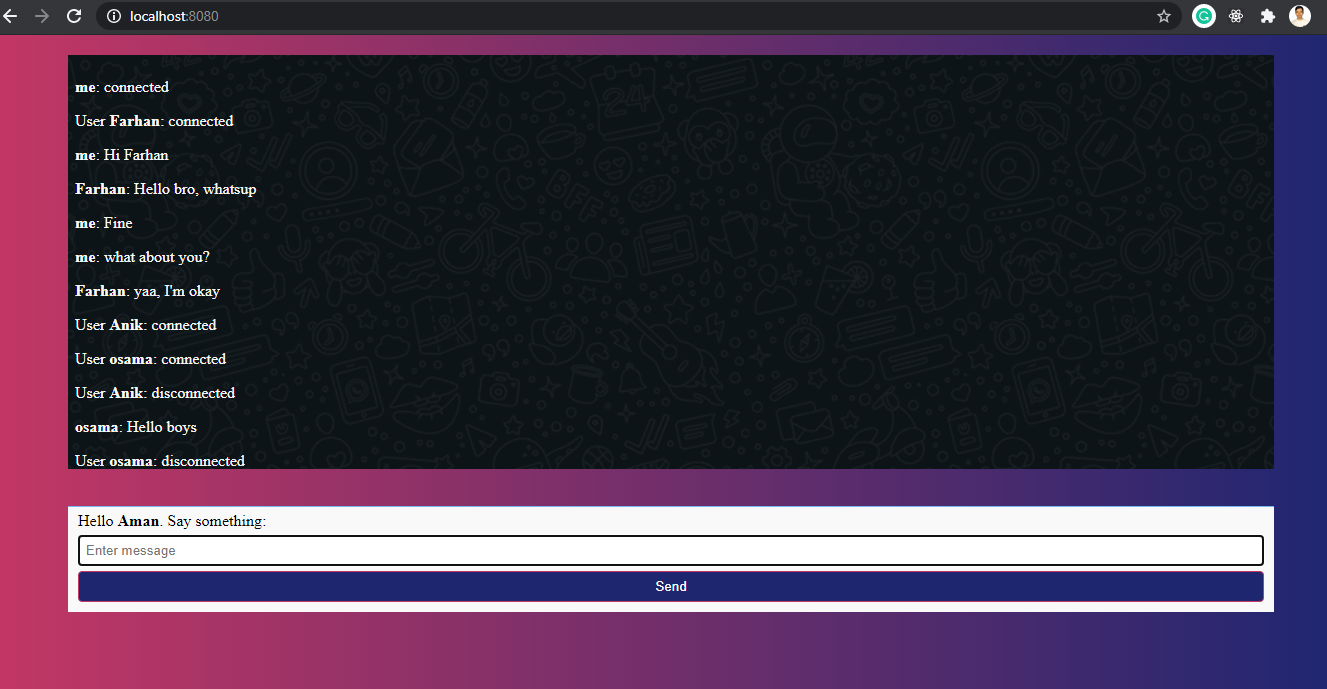 localhost:8080
me: connected
User Farhan: connected
me: Hi Farhan
Farhan: Hello bro, whatsup
me: Fine
me: what about you?
Farhan: yaa, I'm okay
User Anik: connected
User osama: connected
User Anik: disconnected
osama: Hello boys
User osama: disconnected
Hello Aman. Say something:
Enter message
Send